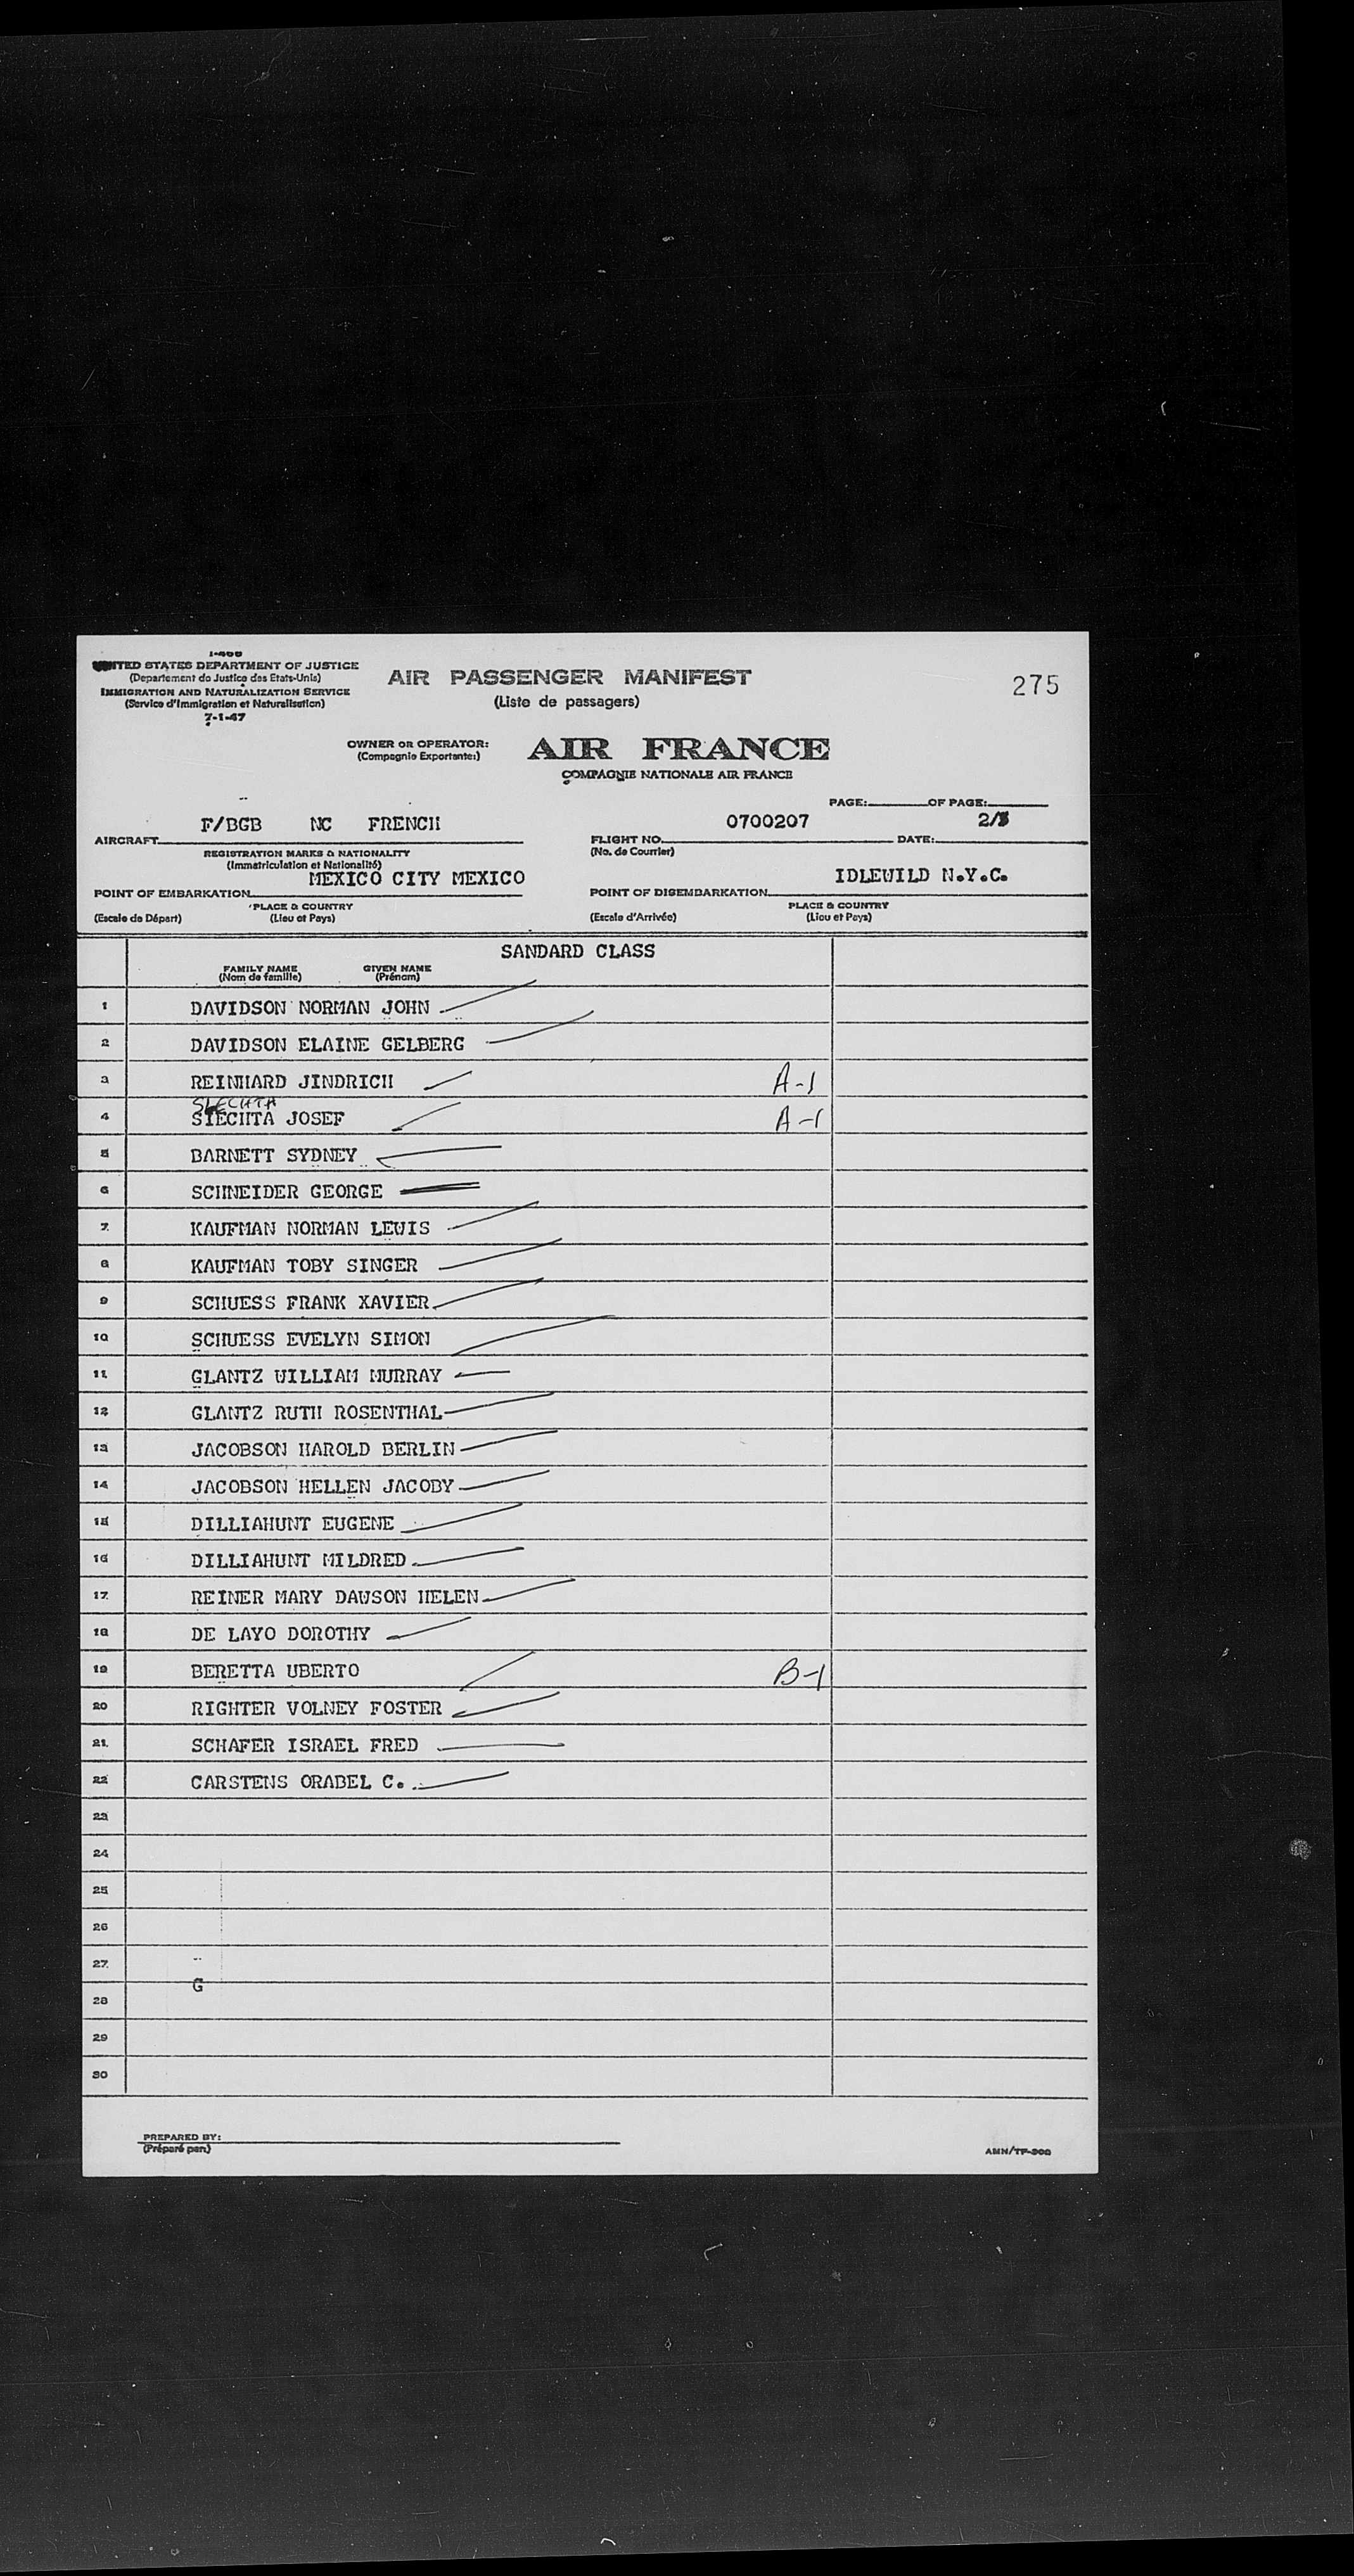 I-466
UNITED STATES DEPARTMENT OF JUSTICE
(Departement de Justice des Etats-Unis)
IMMIGRATION AND NATURALIZATION SERVICE
(Service d'Immigration et Naturalisation)
7-1-47
AIR PASSENGER MANIFEST
(Liste de passagers)
275
OWNER OR OPERATOR:
(Compagnie Exportante:)
AIR FRANCE
COMPAGNIE NATIONALE AIR FRANCE
PAGE: OF PAGE:
AIRCRAFT F/BGB NC FRENCH
REGISTRATION MARKS & NATIONALITY
(Immatriculation et Nationalité)
FLIGHT NO. 0700207
(No. de Courrier)
DATE: 2/
POINT OF EMBARKATION MEXICO CITY MEXICO
PLACE & COUNTRY
(Escale de Départ) (Lieu et Pays)
POINT OF DISEMBARKATION IDLEWILD N.Y.C.
PLACE & COUNTRY
(Escale d'Arrivée) (Lieu et Pays)
SANDARD CLASS
FAMILY NAME GIVEN NAME
(Nom de famille) (Prénom)
1 DAVIDSON NORMAN JOHN
2 DAVIDSON ELAINE GELBERG
3 REINHARD JINDRICH A-1
SLECHTA
4 STECHTA JOSEF A-1
5 BARNETT SYDNEY
6 SCHNEIDER GEORGE
7 KAUFMAN NORMAN LEWIS
8 KAUFMAN TOBY SINGER
9 SCHUESS FRANK XAVIER
10 SCHUESS EVELYN SIMON
11 GLANTZ WILLIAM MURRAY
12 GLANTZ RUTH ROSENTHAL
13 JACOBSON HAROLD BERLIN
14 JACOBSON HELLEN JACOBY
15 DILLIAHUNT EUGENE
16 DILLIAHUNT MILDRED
17 REINER MARY DAWSON HELEN
18 DE LAYO DOROTHY
19 BERETTA UBERTO B-1
20 RIGHTER VOLNEY FOSTER
21 SCHAFER ISRAEL FRED
22 CARSTENS ORABEL C.
23
24
25
26
27
G
28
29
30
PREPARED BY:
(Préparé par:)
AMN/TF-308